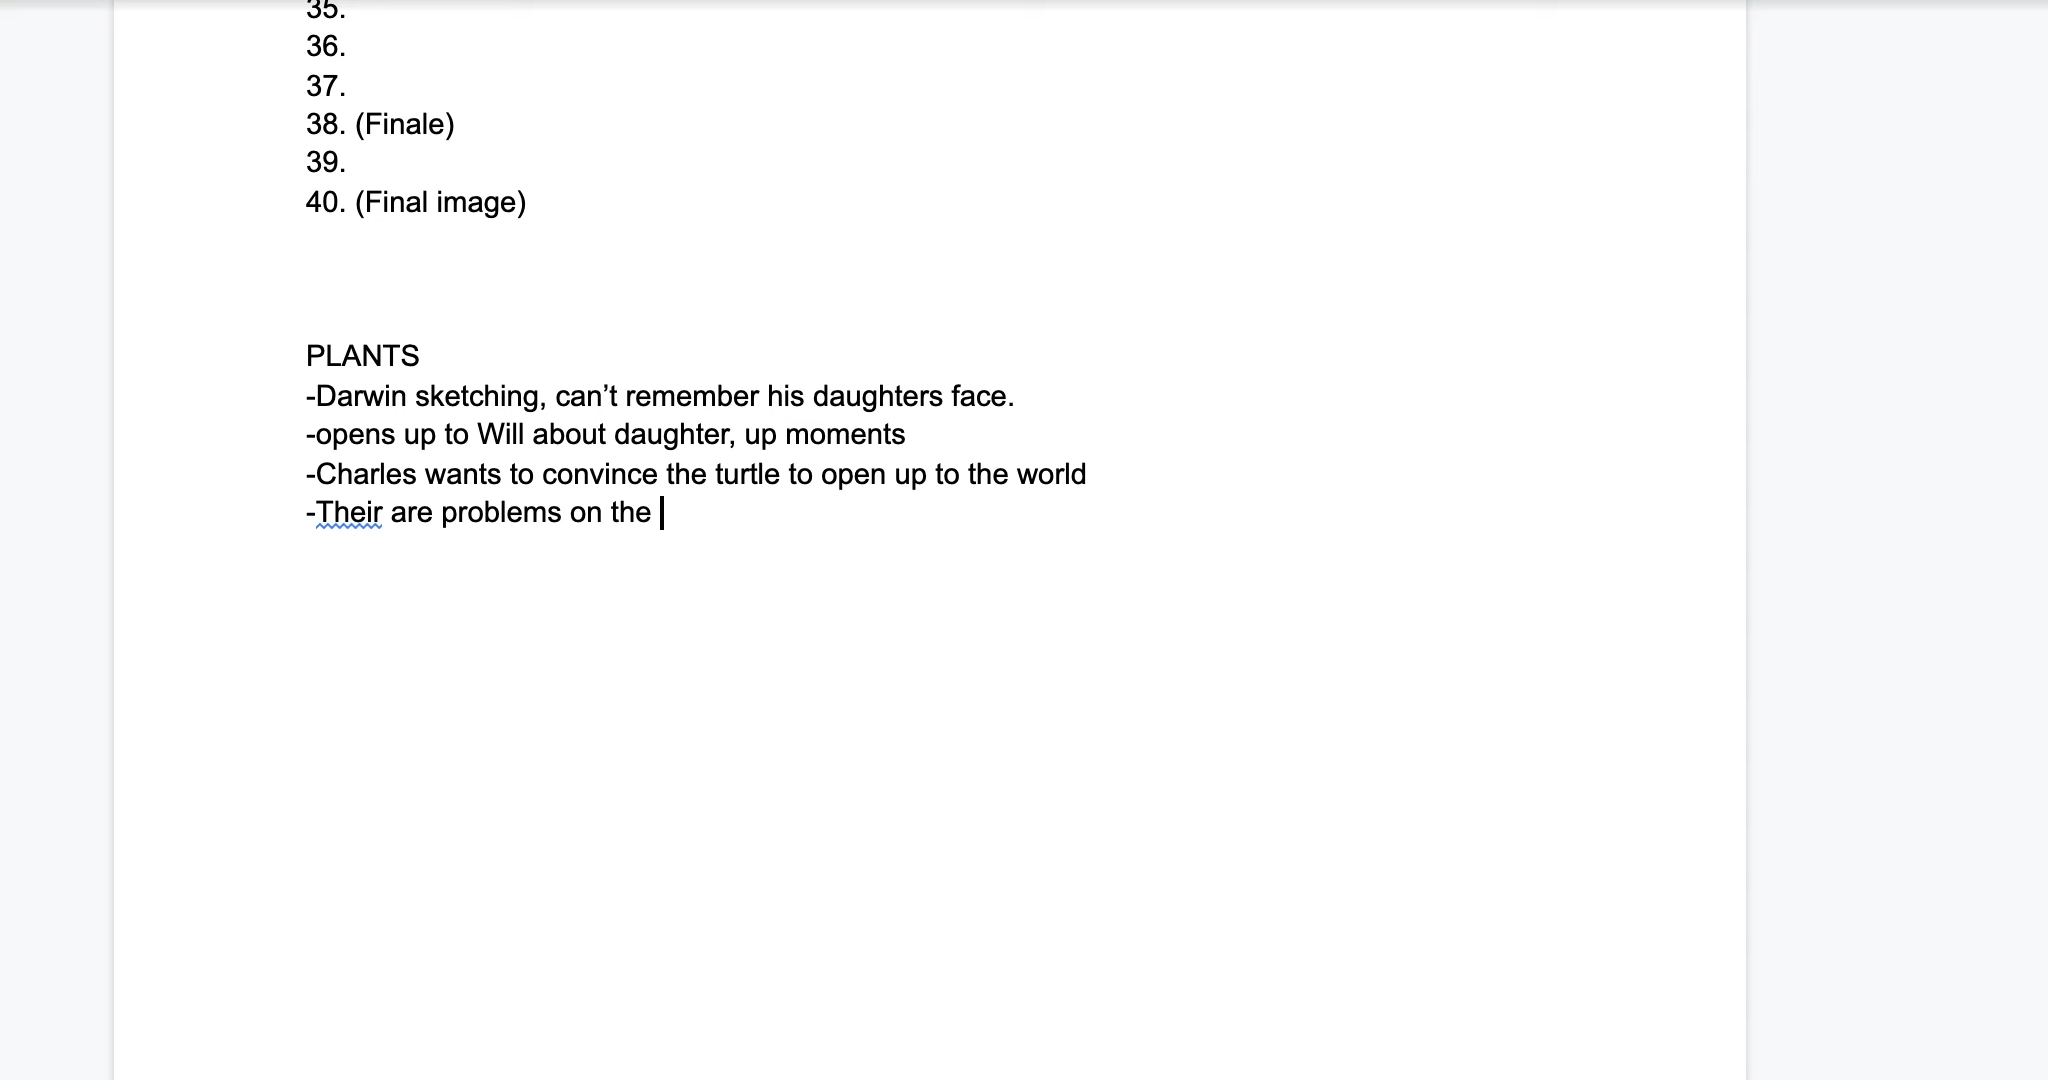 35.
36.
37.
38. (Finale)
39.
40. (Final image)
PLANTS
-Darwin sketching, can’t remember his daughters face.
-opens up to Will about daughter, up moments
-Charles wants to convince the turtle to open up to the world
-Their are problems on the